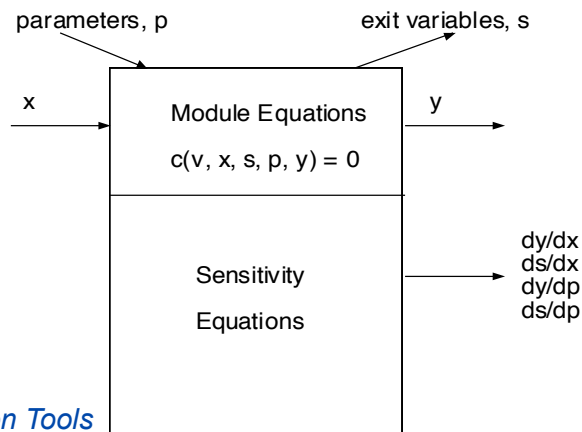 parameters, p
exit variables, s
x
Module Equations
y
c(v, x, s, p, y) = 0
dy/dx
ds/dx
dy/dp
ds/dp
Sensitivity
Equations
Tools